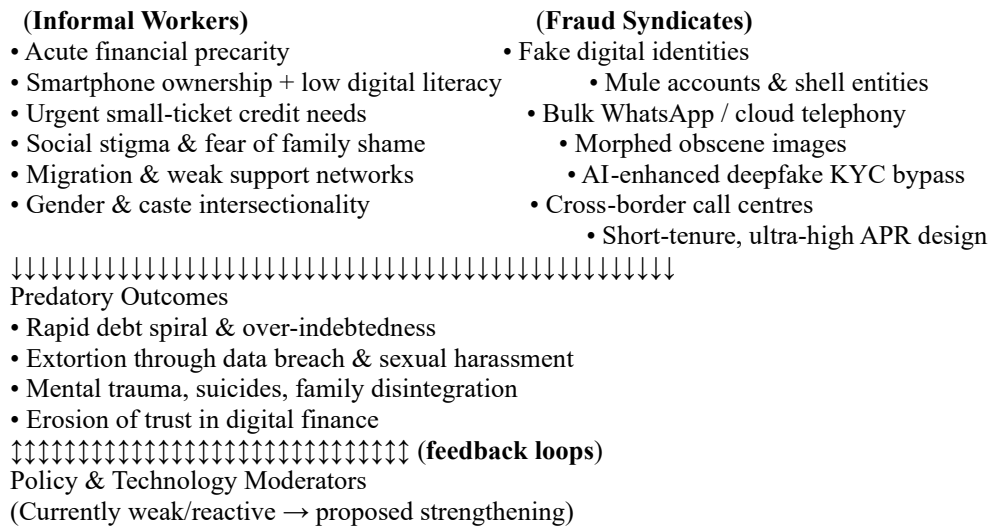 (Informal Workers) (Fraud Syndicates)
• Acute financial precarity • Fake digital identities
• Smartphone ownership + low digital literacy • Mule accounts & shell entities
• Urgent small-ticket credit needs • Bulk WhatsApp / cloud telephony
• Social stigma & fear of family shame • Morphed obscene images
• Migration & weak support networks • AI-enhanced deepfake KYC bypass
• Gender & caste intersectionality • Cross-border call centres
• Short-tenure, ultra-high APR design
↓↓↓↓↓↓↓↓↓↓↓↓↓↓↓↓↓↓↓↓↓↓↓↓↓↓↓↓↓↓↓↓↓↓↓↓↓↓↓↓↓↓↓↓↓↓↓↓↓↓
Predatory Outcomes
• Rapid debt spiral & over-indebtedness
• Extortion through data breach & sexual harassment
• Mental trauma, suicides, family disintegration
• Erosion of trust in digital finance
↕↕↕↕↕↕↕↕↕↕↕↕↕↕↕↕↕↕↕↕↕↕↕↕↕↕↕↕↕↕ (feedback loops)
Policy & Technology Moderators
(Currently weak/reactive → proposed strengthening)